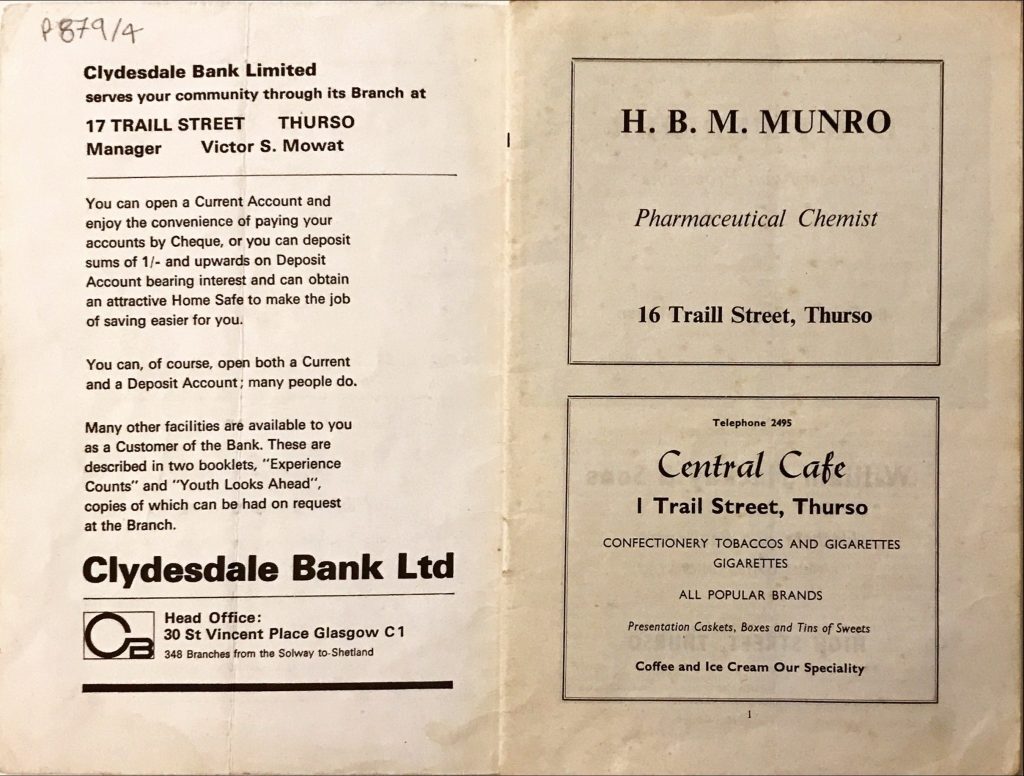 P879/4
Clydesdale Bank Limited
serves your community through its Branch at
17 TRAILL STREET THURSO
Manager Victor S. Mowat
You can open a Current Account and
enjoy the convenience of paying your
accounts by Cheque, or you can deposit
sums of 1/- and upwards on Deposit
Account bearing interest and can obtain
an attractive Home Safe to make the job
of saving easier for you.
You can, of course, open both a Current
and a Deposit Account; many people do.
Many other facilities are available to you
as a Customer of the Bank. These are
described in two booklets, "Experience
Counts" and "Youth Looks Ahead",
copies of which can be had on request
at the Branch.
Clydesdale Bank Ltd
CB
Head Office:
30 St Vincent Place Glasgow C1
348 Branches from the Solway to Shetland
H. B. M. MUNRO
Pharmaceutical Chemist
16 Traill Street, Thurso
Telephone 2495
Central Cafe
1 Trail Street, Thurso
CONFECTIONERY TOBACCOS AND GIGARETTES
GIGARETTES
ALL POPULAR BRANDS
Presentation Caskets, Boxes and Tins of Sweets
Coffee and Ice Cream Our Speciality
1